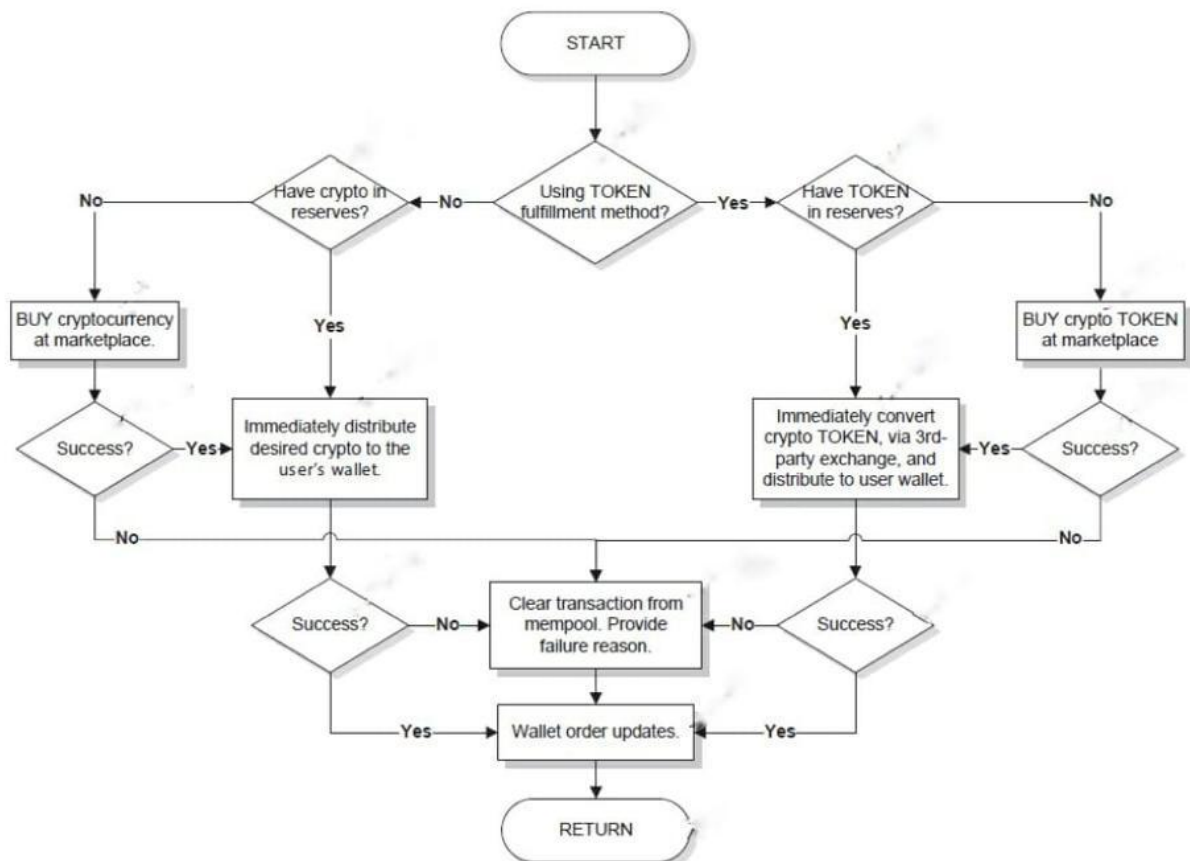 START
Have crypto in
reserves?
Using TOKEN
fulfillment method?
Have TOKEN
in reserves?
No
No
Yes
No
BUY cryptocurrency
at marketplace.
Yes
Yes
BUY crypto TOKEN
at marketplace
Success?
Yes
Immediately distribute
desired crypto to the
user's wallet.
Immediately convert
crypto TOKEN, via 3rd-
party exchange, and
distribute to user wallet.
Yes
Success?
No
No
Success?
No
Clear transaction from
mempool. Provide
failure reason.
No
Success?
Yes
Wallet order updates.
Yes
RETURN